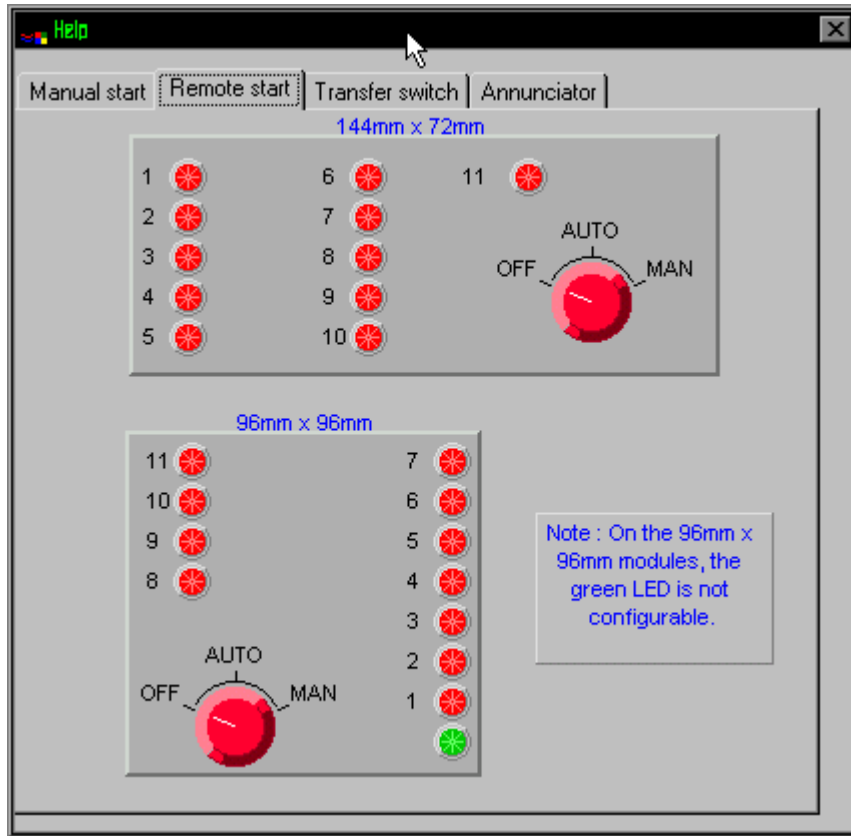 Help
Manual start Remote start Transfer switch Annunciator
144mm x 72mm
1 6 11
2 7
AUTO
3 8
OFF MAN
4 9
5 10
96mm x 96mm
11 7
10 6
9 5
8 4
3
AUTO 2
OFF MAN 1
Note : On the 96mm x
96mm modules, the
green LED is not
configurable.